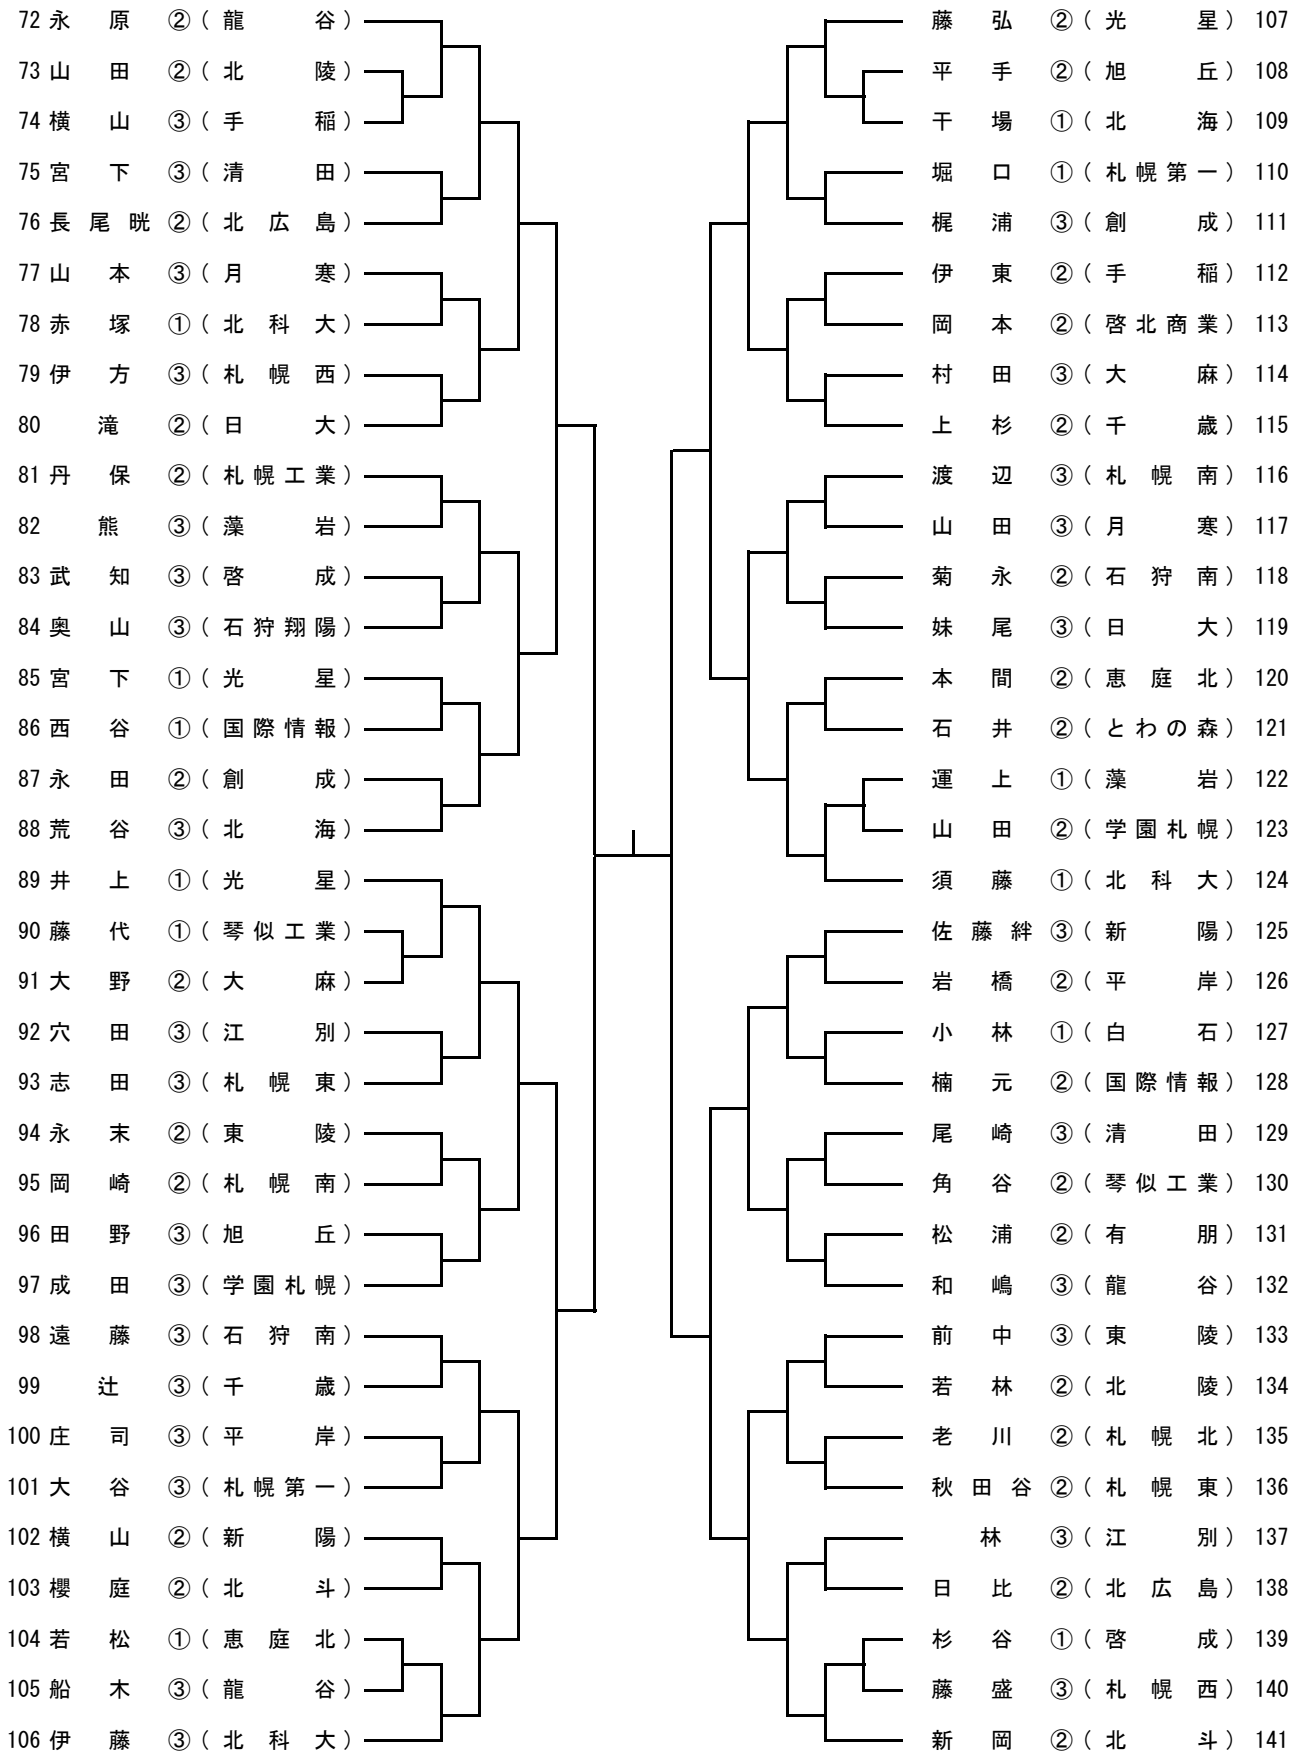 72 永原 ② (龍谷)
73 山田 ② (北陵)
74 横山 ③ (手稲)
75 宮下 ③ (清田)
76 長尾晄 ② (北広島)
77 山本 ③ (月寒)
78 赤塚 ① (北科大)
79 伊方 ③ (札幌西)
80 滝 ② (日大)
81 丹保 ② (札幌工業)
82 熊 ③ (藻岩)
83 武知 ③ (啓成)
84 奥山 ③ (石狩翔陽)
85 宮下 ① (光星)
86 西谷 ① (国際情報)
87 永田 ② (創成)
88 荒谷 ③ (北海)
89 井上 ① (光星)
90 藤代 ① (琴似工業)
91 大野 ② (大麻)
92 穴田 ③ (江別)
93 志田 ③ (札幌東)
94 永末 ② (東陵)
95 岡崎 ② (札幌南)
96 田野 ③ (旭丘)
97 成田 ③ (学園札幌)
98 遠藤 ③ (石狩南)
99 辻 ③ (千歳)
100 庄司 ③ (平岸)
101 大谷 ③ (札幌第一)
102 横山 ② (新陽)
103 櫻庭 ② (北斗)
104 若松 ① (恵庭北)
105 船木 ③ (龍谷)
106 伊藤 ③ (北科大)
藤弘 ② (光星) 107
平手 ② (旭丘) 108
干場 ① (北海) 109
堀口 ① (札幌第一) 110
梶浦 ③ (創成) 111
伊東 ② (手稲) 112
岡本 ② (啓北商業) 113
村田 ③ (大麻) 114
上杉 ② (千歳) 115
渡辺 ③ (札幌南) 116
山田 ③ (月寒) 117
菊永 ② (石狩南) 118
妹尾 ③ (日大) 119
本間 ② (恵庭北) 120
石井 ② (とわの森) 121
運上 ① (藻岩) 122
山田 ② (学園札幌) 123
須藤 ① (北科大) 124
佐藤絆 ③ (新陽) 125
岩橋 ② (平岸) 126
小林 ① (白石) 127
楠元 ② (国際情報) 128
尾崎 ③ (清田) 129
角谷 ② (琴似工業) 130
松浦 ② (有朋) 131
和嶋 ③ (龍谷) 132
前中 ③ (東陵) 133
若林 ② (北陵) 134
老川 ② (札幌北) 135
秋田谷 ② (札幌東) 136
林 ③ (江別) 137
日比 ② (北広島) 138
杉谷 ① (啓成) 139
藤盛 ③ (札幌西) 140
新岡 ② (北斗) 141